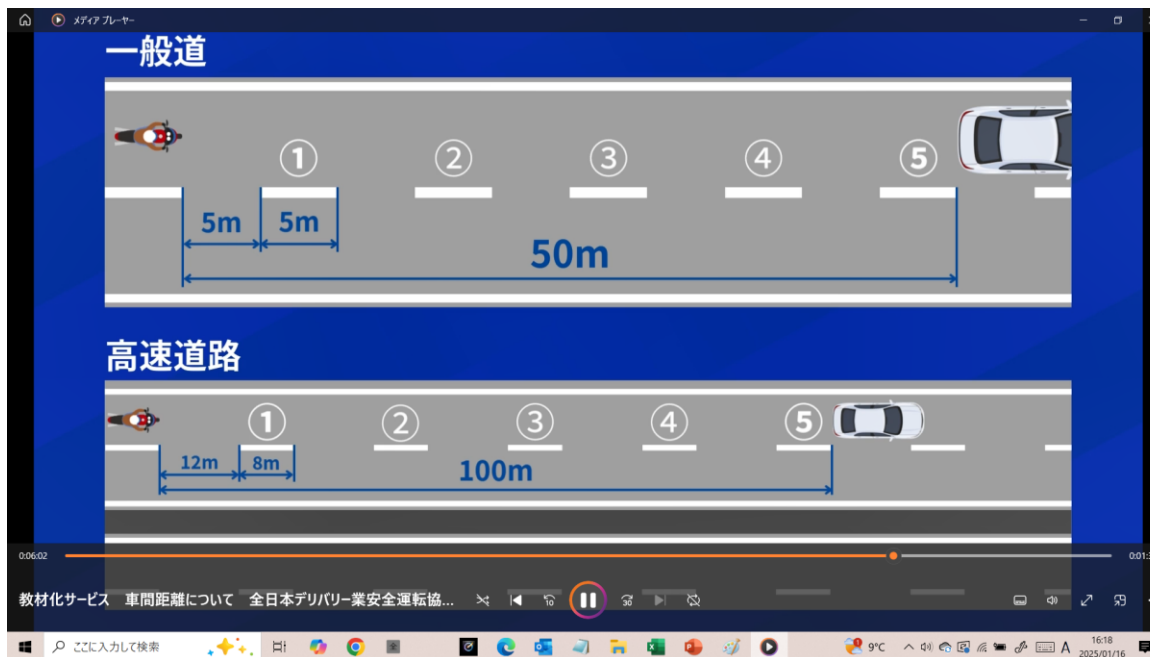 メディア プレーヤー
一般道
① ② ③ ④ ⑤
5m 5m
50m
高速道路
① ② ③ ④ ⑤
12m 8m
100m
0:06:02
教材化サービス 車間距離について 全日本デリバリー業安全運転協...
10
30
ここに入力して検索
9°C
A
16:18
2025/01/16